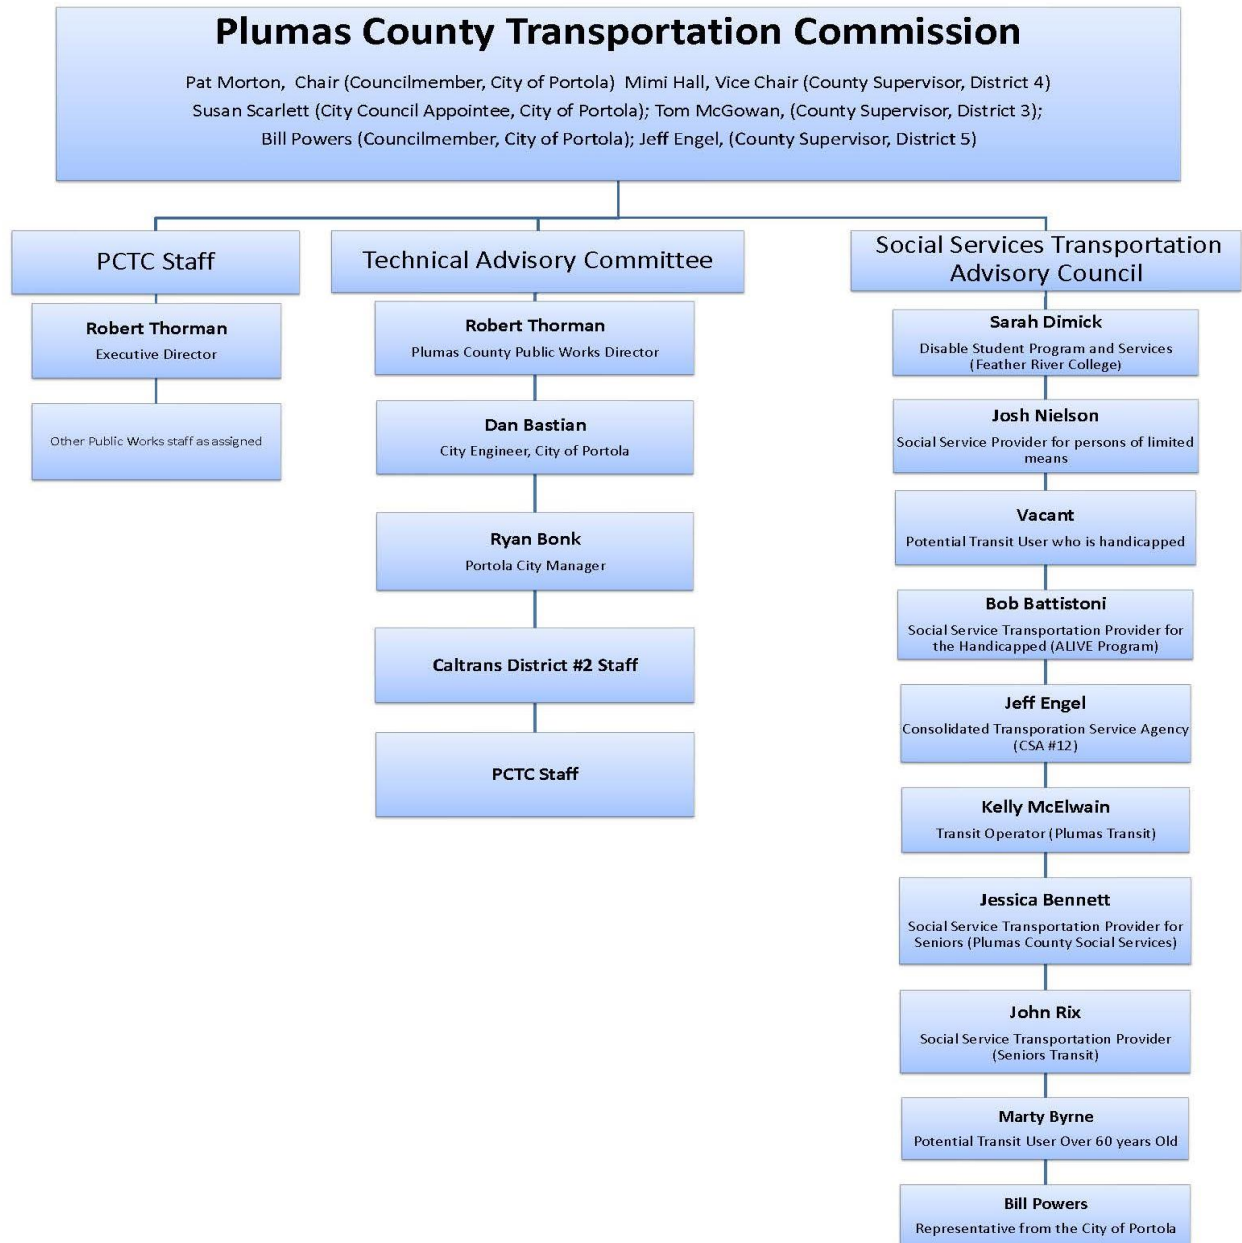 Plumas County Transportation Commission
Pat Morton, Chair (Councilmember, City of Portola) Mimi Hall, Vice Chair (County Supervisor, District 4)
Susan Scarlett (City Council Appointee, City of Portola); Tom McGowan, (County Supervisor, District 3);
Bill Powers (Councilmember, City of Portola); Jeff Engel, (County Supervisor, District 5)
PCTC Staff
Robert Thorman
Executive Director
Other Public Works staff as assigned
Technical Advisory Committee
Robert Thorman
Plumas County Public Works Director
Dan Bastian
City Engineer, City of Portola
Ryan Bonk
Portola City Manager
Caltrans District #2 Staff
PCTC Staff
Social Services Transportation
Advisory Council
Sarah Dimick
Disable Student Program and Services
(Feather River College)
Josh Nielson
Social Service Provider for persons of limited
means
Vacant
Potential Transit User who is handicapped
Bob Battistoni
Social Service Transportation Provider for
the Handicapped (ALIVE Program)
Jeff Engel
Consolidated Transporation Service Agency
(CSA #12)
Kelly McElwain
Transit Operator (Plumas Transit)
Jessica Bennett
Social Service Transportation Provider for
Seniors (Plumas County Social Services)
John Rix
Social Service Transportation Provider
(Seniors Transit)
Marty Byrne
Potential Transit User Over 60 years Old
Bill Powers
Representative from the City of Portola